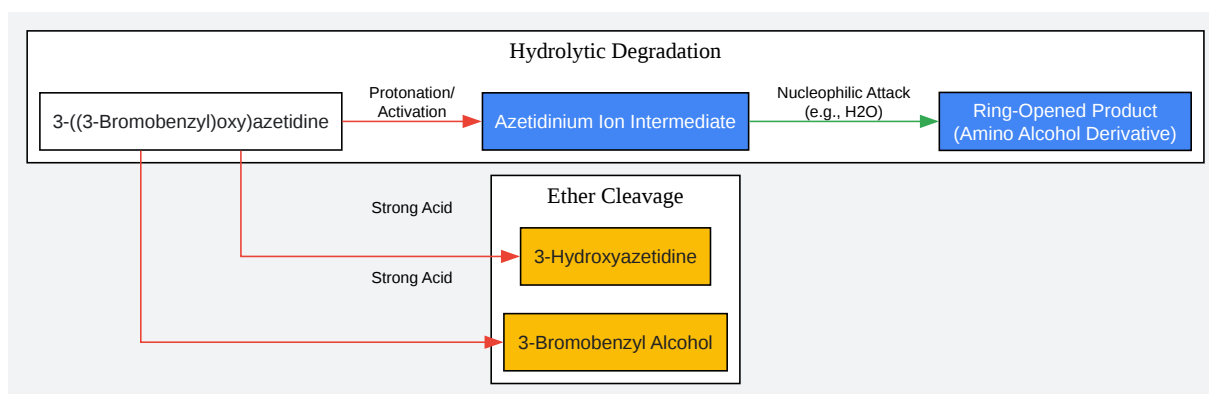 Hydrolytic Degradation
3-((3-Bromobenzyl)oxy)azetidine
Protonation/
Activation
Azetidinium Ion Intermediate
Nucleophilic Attack
(e.g., H2O)
Ring-Opened Product
(Amino Alcohol Derivative)
Ether Cleavage
Strong Acid
3-Hydroxyazetidine
Strong Acid
3-Bromobenzyl Alcohol